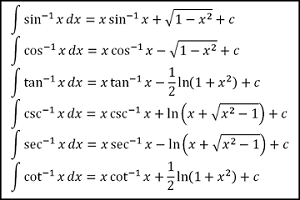 ∫ sin⁻¹ x dx = x sin⁻¹ x + √(1 − x²) + c
∫ cos⁻¹ x dx = x cos⁻¹ x − √(1 − x²) + c
∫ tan⁻¹ x dx = x tan⁻¹ x − 1/2 ln(1 + x²) + c
∫ csc⁻¹ x dx = x csc⁻¹ x + ln (x + √(x² − 1)) + c
∫ sec⁻¹ x dx = x sec⁻¹ x − ln (x + √(x² − 1)) + c
∫ cot⁻¹ x dx = x cot⁻¹ x + 1/2 ln(1 + x²) + c